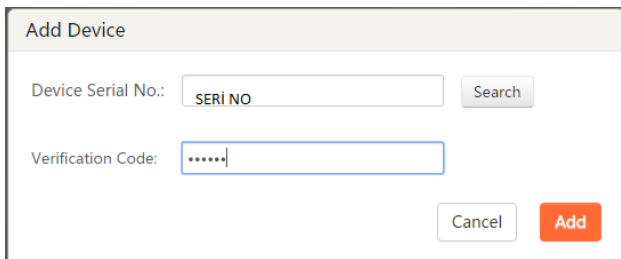 Add Device
Device Serial No.: SERİ NO Search
Verification Code: ••••••
Cancel Add